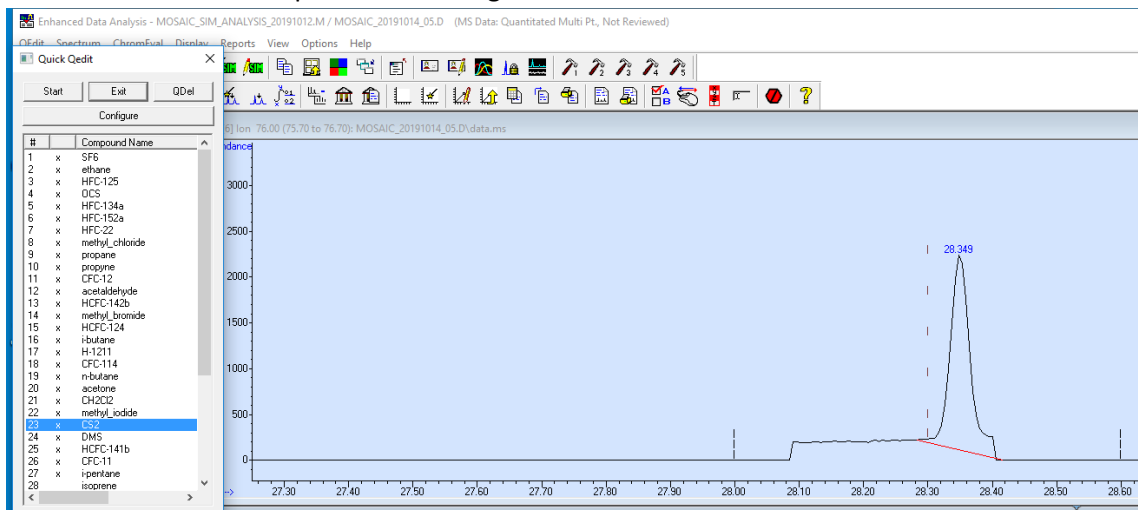 Enhanced Data Analysis - MOSAIC_SIM_ANALYSIS_20191012.M / MOSAIC_20191014_05.D (MS Data: Quantitated Multi Pt., Not Reviewed)
QEdit Spectrum ChromEval Display Reports View Options Help
Quick Qedit
Start Exit QDel
Configure
# Compound Name
1 x SF6
2 x ethane
3 x HFC-125
4 x OCS
5 x HFC-134a
6 x HFC-152a
7 x HFC-22
8 x methyl_chloride
9 x propane
10 x propyne
11 x CFC-12
12 x acetaldehyde
13 x HCFC-142b
14 x methyl_bromide
15 x HCFC-124
16 x i-butane
17 x H-1211
18 x CFC-114
19 x n-butane
20 x acetone
21 x CH2Cl2
22 x methyl_iodide
23 x CS2
24 x DMS
25 x HCFC-141b
26 x CFC-11
27 x i-pentane
28 isoprene
6] Ion 76.00 (75.70 to 76.70): MOSAIC_20191014_05.D\data.ms
ndance
3000
2500
2000
1500
1000
500
0
28.349
-->
27.30 27.40 27.50 27.60 27.70 27.80 27.90 28.00 28.10 28.20 28.30 28.40 28.50 28.60